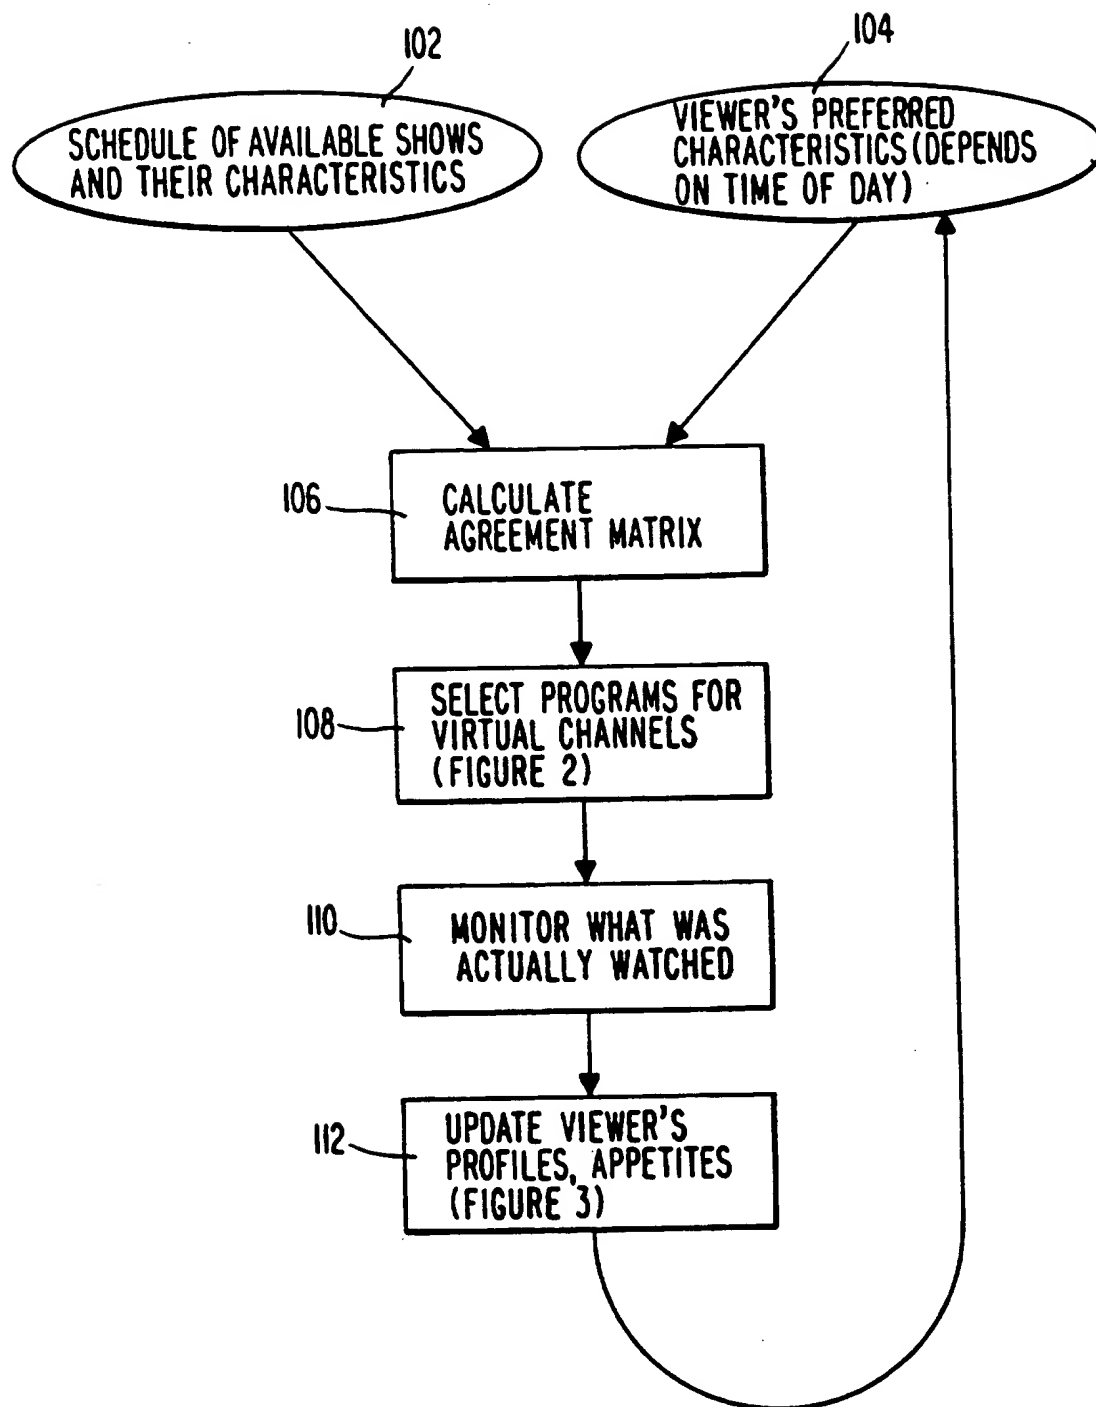 102
104
SCHEDULE OF AVAILABLE SHOWS
AND THEIR CHARACTERISTICS
VIEWER'S PREFERRED
CHARACTERISTICS (DEPENDS
ON TIME OF DAY)
106
CALCULATE
AGREEMENT MATRIX
108
SELECT PROGRAMS FOR
VIRTUAL CHANNELS
(FIGURE 2)
110
MONITOR WHAT WAS
ACTUALLY WATCHED
112
UPDATE VIEWER'S
PROFILES, APPETITES
(FIGURE 3)